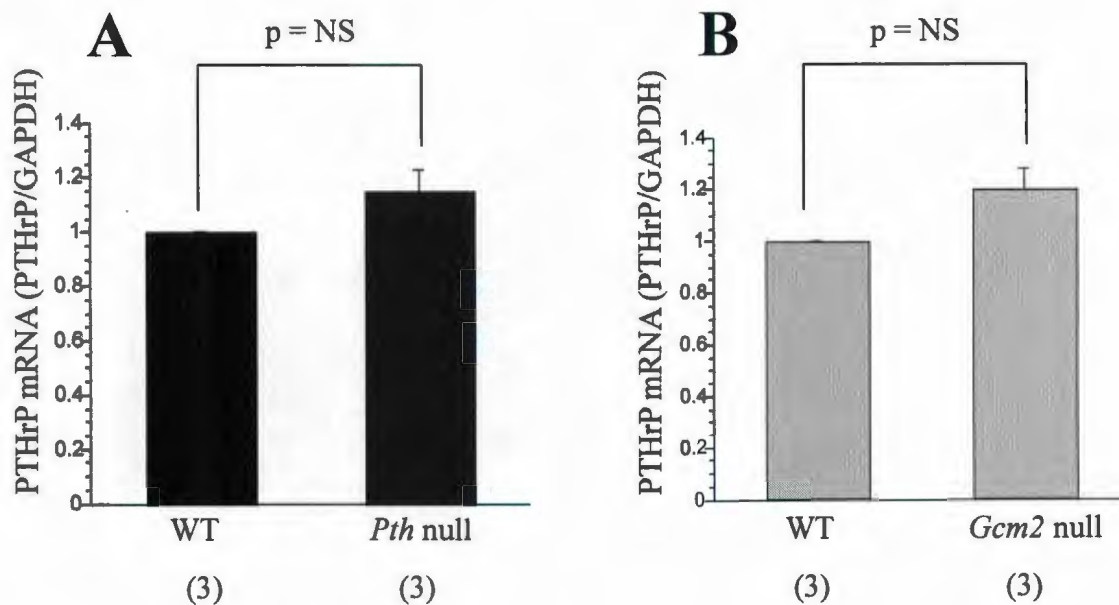 A
p = NS
PTHrP mRNA (PTHrP/GAPDH)
1.4
1.2
1
0.8
0.6
0.4
0.2
0
WT
Pth null
(3)
(3)
B
p = NS
PTHrP mRNA (PTHrP/GAPDH)
1.4
1.2
1
0.8
0.6
0.4
0.2
0
WT
Gcm2 null
(3)
(3)